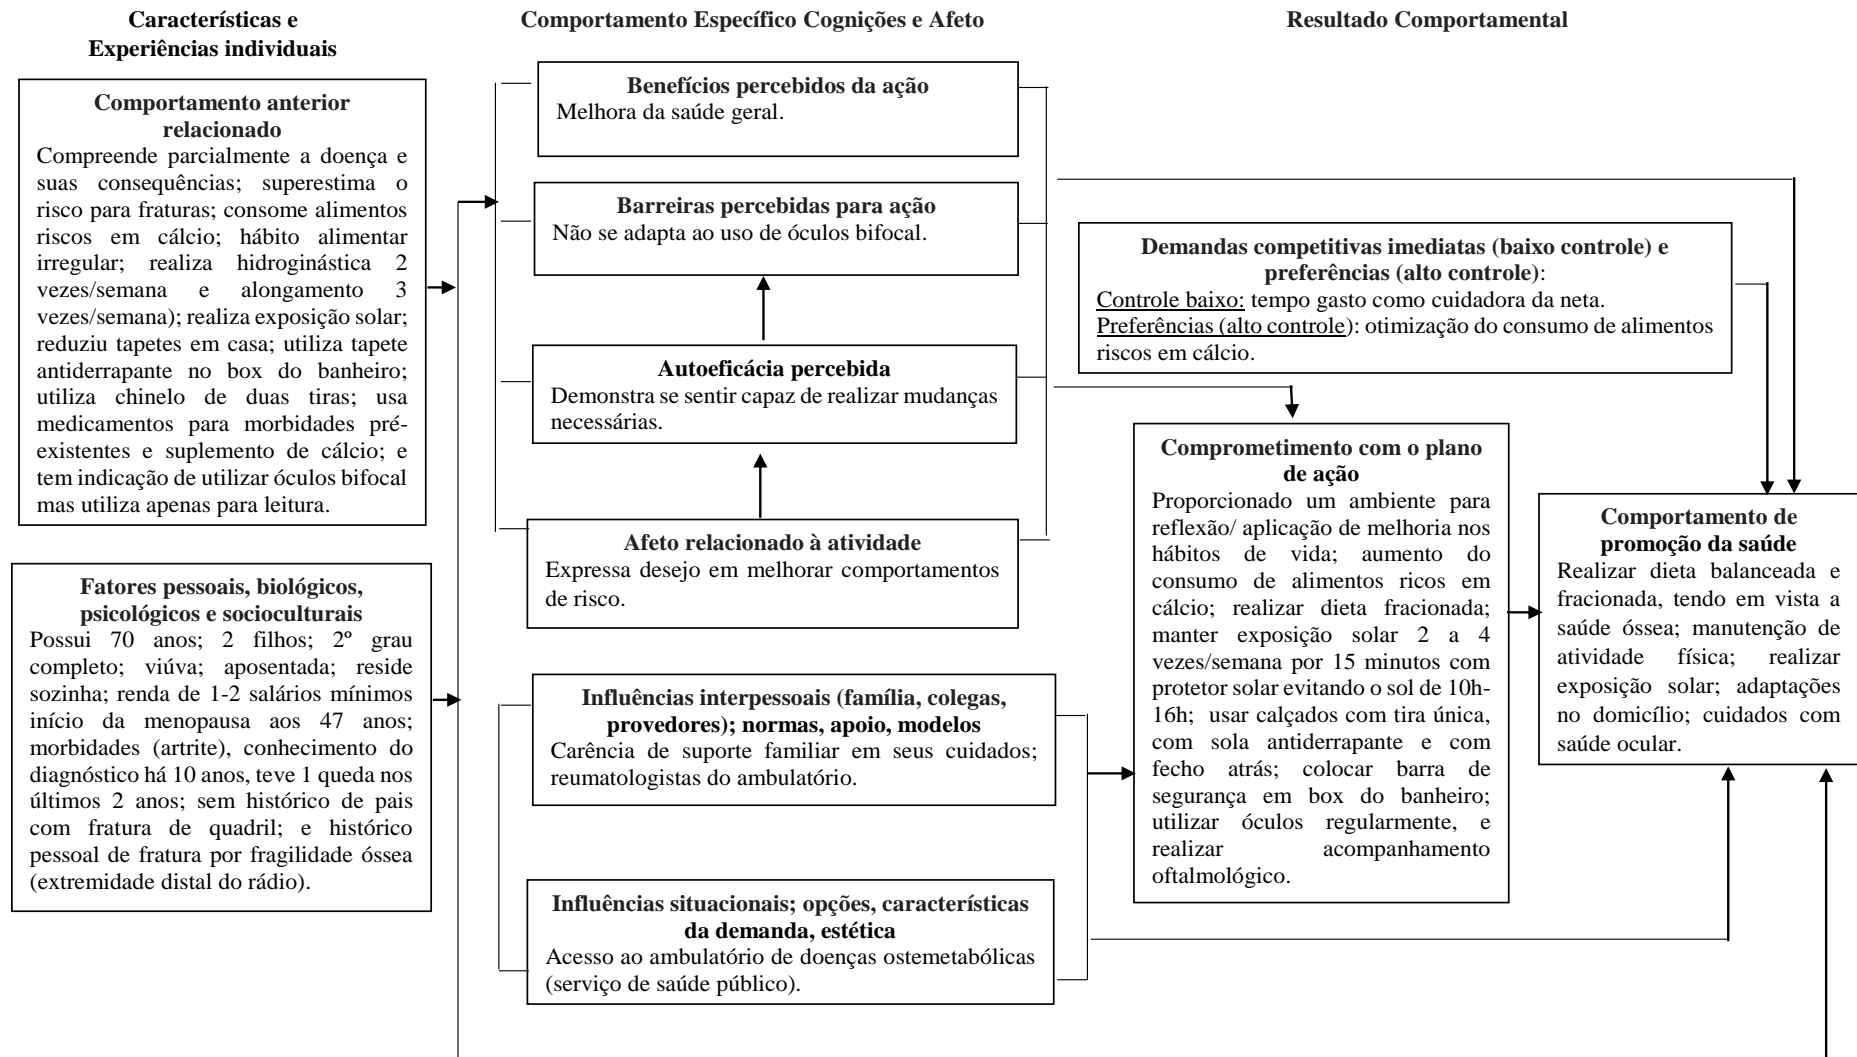 Características e
Experiências individuais
Comportamento anterior
relacionado
Compreende parcialmente a doença e
suas consequências; superestima o
risco para fraturas; consome alimentos
riscos em cálcio; hábito alimentar
irregular; realiza hidroginástica 2
vezes/semana e alongamento 3
vezes/semana); realiza exposição solar;
reduziu tapetes em casa; utiliza tapete
antiderrapante no box do banheiro;
utiliza chinelo de duas tiras; usa
medicamentos para morbidades pré-
existentes e suplemento de cálcio; e
tem indicação de utilizar óculos bifocal
mas utiliza apenas para leitura.
Fatores pessoais, biológicos,
psicológicos e socioculturais
Possui 70 anos; 2 filhos; 2º grau
completo; viúva; aposentada; reside
sozinha; renda de 1-2 salários mínimos
início da menopausa aos 47 anos;
morbidades (artrite), conhecimento do
diagnóstico há 10 anos, teve 1 queda nos
últimos 2 anos; sem histórico de pais
com fratura de quadril; e histórico
pessoal de fratura por fragilidade óssea
(extremidade distal do rádio).
Comportamento Específico Cognições e Afeto
Benefícios percebidos da ação
Melhora da saúde geral.
Barreiras percebidas para ação
Não se adapta ao uso de óculos bifocal.
Autoeficácia percebida
Demonstra se sentir capaz de realizar mudanças
necessárias.
Afeto relacionado à atividade
Expressa desejo em melhorar comportamentos
de risco.
Influências interpessoais (família, colegas,
provedores); normas, apoio, modelos
Carência de suporte familiar em seus cuidados;
reumatologistas do ambulatório.
Influências situacionais; opções, características
da demanda, estética
Acesso ao ambulatório de doenças ostemetabólicas
(serviço de saúde público).
Resultado Comportamental
Demandas competitivas imediatas (baixo controle) e
preferências (alto controle):
Controle baixo: tempo gasto como cuidadora da neta.
Preferências (alto controle): otimização do consumo de alimentos
riscos em cálcio.
Comprometimento com o plano
de ação
Proporcionado um ambiente para
reflexão/ aplicação de melhoria nos
hábitos de vida; aumento do
consumo de alimentos ricos em
cálcio; realizar dieta fracionada;
manter exposição solar 2 a 4
vezes/semana por 15 minutos com
protetor solar evitando o sol de 10h-
16h; usar calçados com tira única,
com sola antiderrapante e com
fecho atrás; colocar barra de
segurança em box do banheiro;
utilizar óculos regularmente, e
realizar acompanhamento
oftalmológico.
Comportamento de
promoção da saúde
Realizar dieta balanceada e
fracionada, tendo em vista a
saúde óssea; manutenção de
atividade física; realizar
exposição solar; adaptações
no domicílio; cuidados com
saúde ocular.